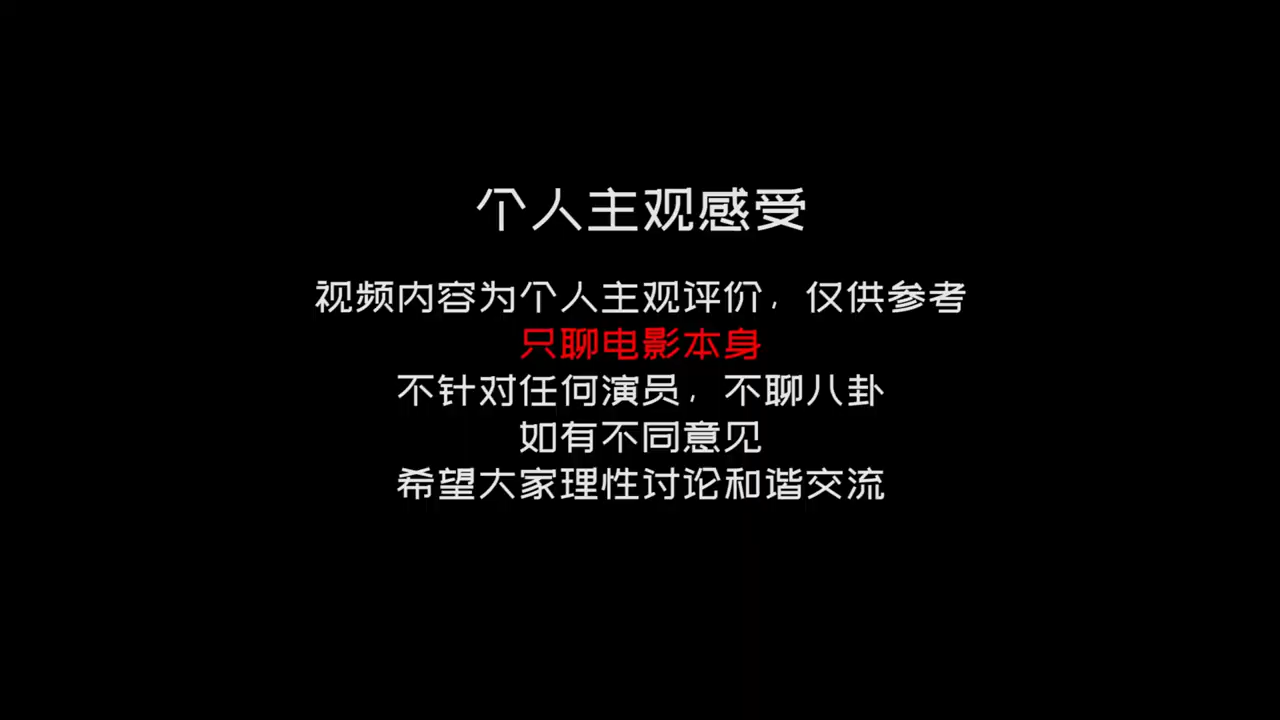 个人主观感受
视频内容为个人主观评价，仅供参考
只聊电影本身
不针对任何演员，不聊八卦
如有不同意见
希望大家理性讨论和谐交流